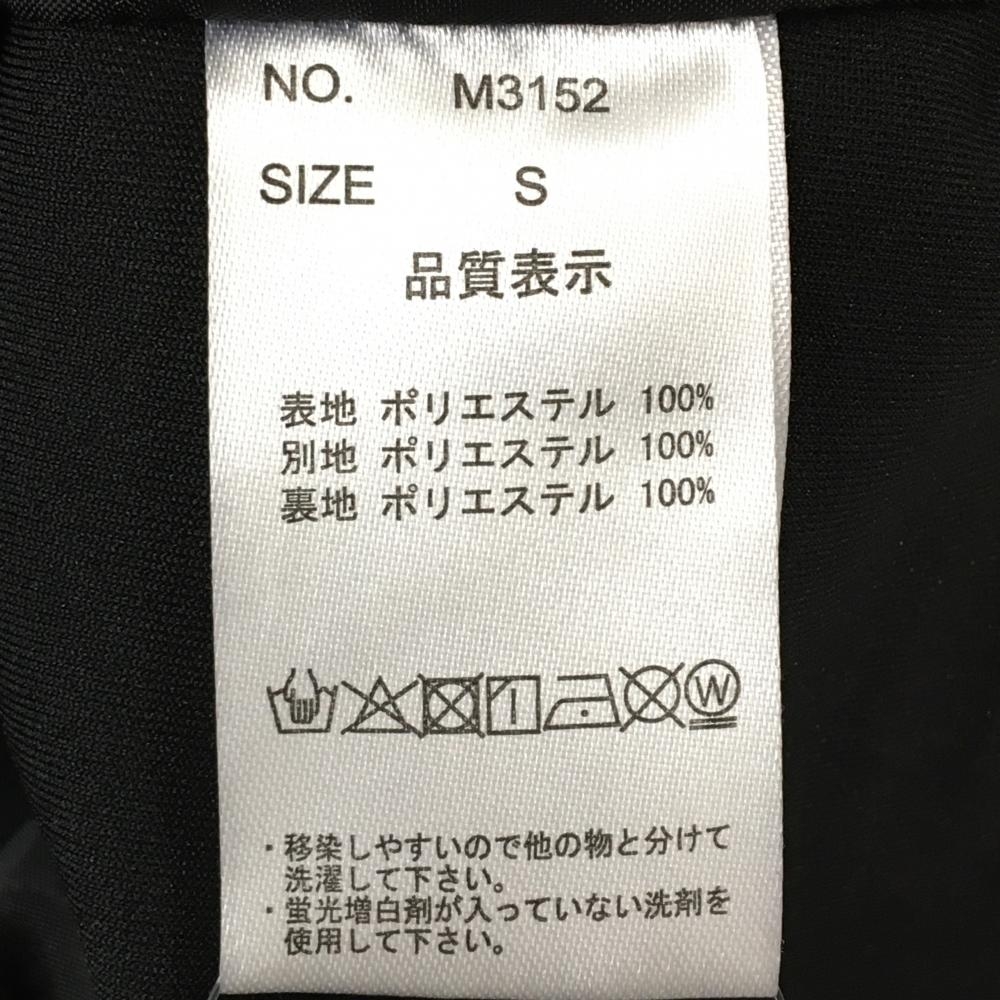 NO. M3152
SIZE S
品質表示
表地 ポリエステル 100%
別地 ポリエステル 100%
裏地 ポリエステル 100%
W
・移染しやすいので他の物と分けて
洗濯して下さい。
・蛍光増白剤が入っていない洗剤を
使用して下さい。